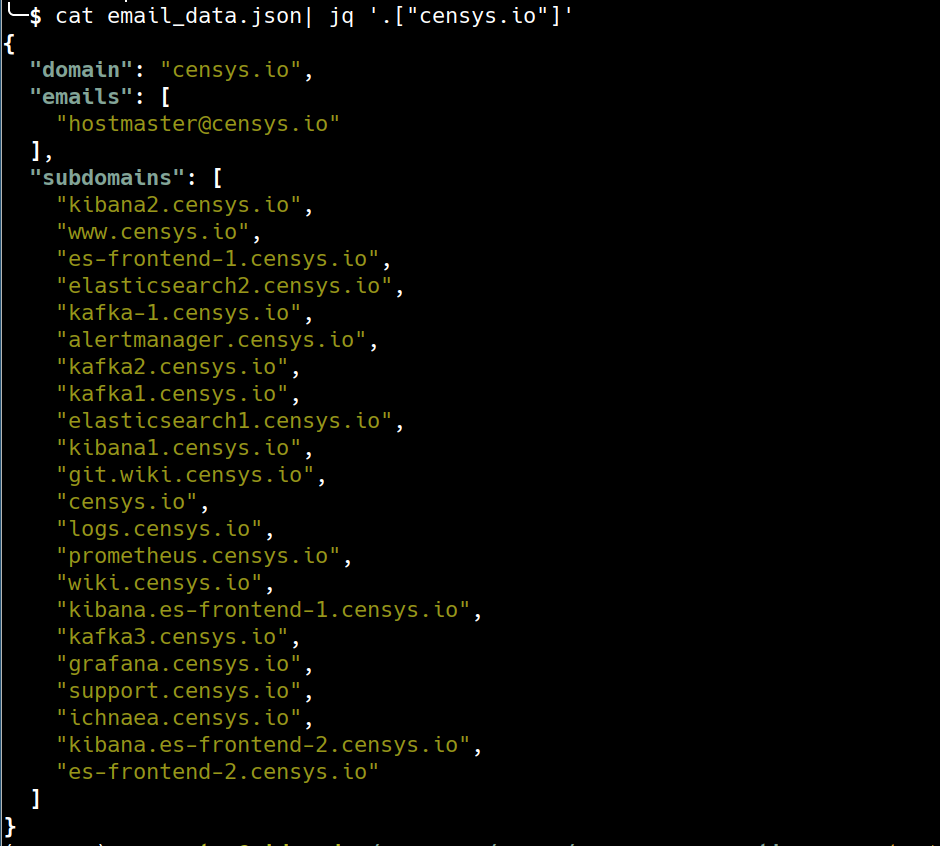 $ cat email_data.json| jq '.["censys.io"]'
{
  "domain": "censys.io",
  "emails": [
    "hostmaster@censys.io"
  ],
  "subdomains": [
    "kibana2.censys.io",
    "www.censys.io",
    "es-frontend-1.censys.io",
    "elasticsearch2.censys.io",
    "kafka-1.censys.io",
    "alertmanager.censys.io",
    "kafka2.censys.io",
    "kafka1.censys.io",
    "elasticsearch1.censys.io",
    "kibana1.censys.io",
    "git.wiki.censys.io",
    "censys.io",
    "logs.censys.io",
    "prometheus.censys.io",
    "wiki.censys.io",
    "kibana.es-frontend-1.censys.io",
    "kafka3.censys.io",
    "grafana.censys.io",
    "support.censys.io",
    "ichnaea.censys.io",
    "kibana.es-frontend-2.censys.io",
    "es-frontend-2.censys.io"
  ]
}